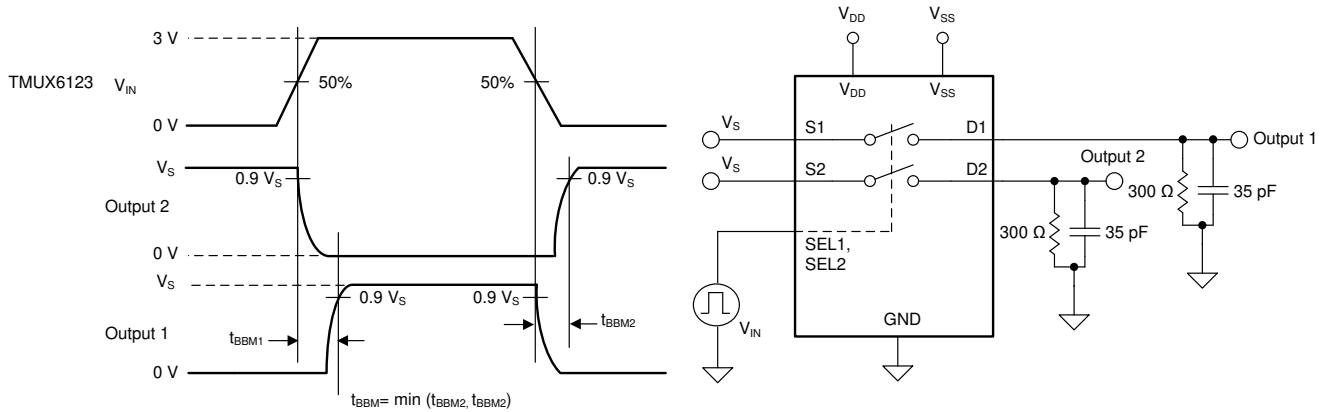 3 V
TMUX6123 V_IN
50%
50%
0 V
V_S
0.9 V_S
0.9 V_S
Output 2
0 V
V_S
0.9 V_S
0.9 V_S
t_BBM2
Output 1
t_BBM1
0 V
t_BBM= min (t_BBM2, t_BBM2)
V_DD
V_SS
V_DD
V_SS
V_S
S1
D1
Output 1
V_S
S2
D2
Output 2
300 Ω
35 pF
300 Ω
35 pF
SEL1,
SEL2
V_IN
GND